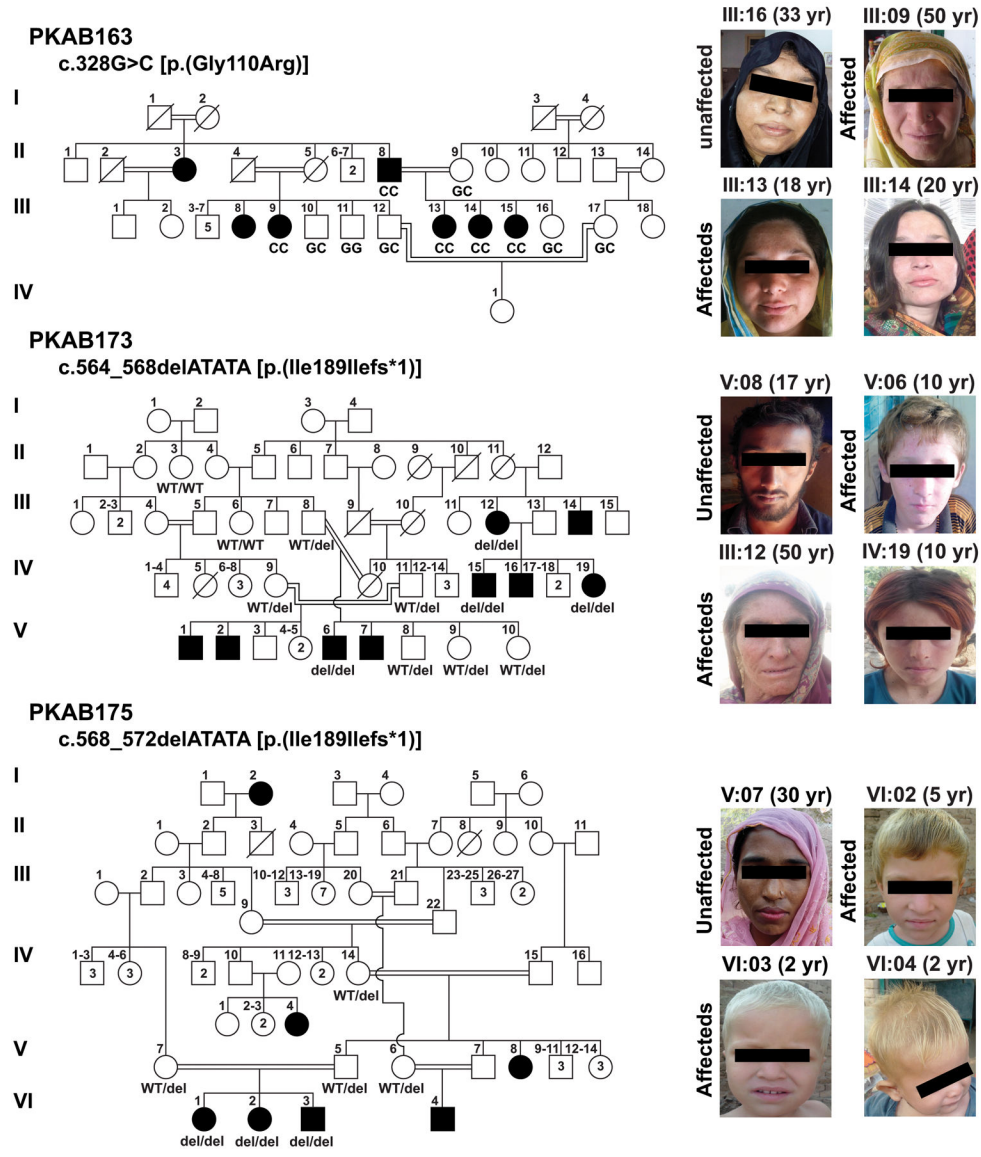 PKAB163
c.328G>C [p.(Gly110Arg)]
I
1 2 3 4
II
1 2 3 4 5 6-7 8 9 10 11 12 13 14
2
CC GC
III
1 2 3-7 8 9 10 11 12 13 14 15 16 17 18
5
CC GC GG GC CC CC CC GC GC
IV
1
III:16 (33 yr) III:09 (50 yr)
unaffected Affected
III:13 (18 yr) III:14 (20 yr)
Affecteds
PKAB173
c.564_568delATATA [p.(Ile189Ilefs*1)]
I
1 2 3 4
II
1 2 3 4 5 6 7 8 9 10 11 12
WT/WT
III
1 2-3 4 5 6 7 8 9 10 11 12 13 14 15
2
WT/WT WT/del del/del
IV
1-4 5 6-8 9 10 11 12-14 15 16 17-18 19
4 3 3 2
WT/del WT/del del/del del/del
V
1 2 3 4-5 6 7 8 9 10
2
del/del WT/del WT/del WT/del
V:08 (17 yr) V:06 (10 yr)
Unaffected Affected
III:12 (50 yr) IV:19 (10 yr)
Affecteds
PKAB175
c.568_572delATATA [p.(Ile189Ilefs*1)]
I
1 2 3 4 5 6
II
1 2 3 4 5 6 7 8 9 10 11
III
1 2 3 4-8 9 10-12 13-19 20 21 22 23-25 26-27
5 3 7 3 2
IV
1-3 4-6 8-9 10 11 12-13 14 15 16
3 3 2 2
WT/del
1 2-3 4
2
V
7 5 6 7 8 9-11 12-14
3 3
WT/del WT/del WT/del
VI
1 2 3 4
del/del del/del del/del
V:07 (30 yr) VI:02 (5 yr)
Unaffected Affected
VI:03 (2 yr) VI:04 (2 yr)
Affecteds